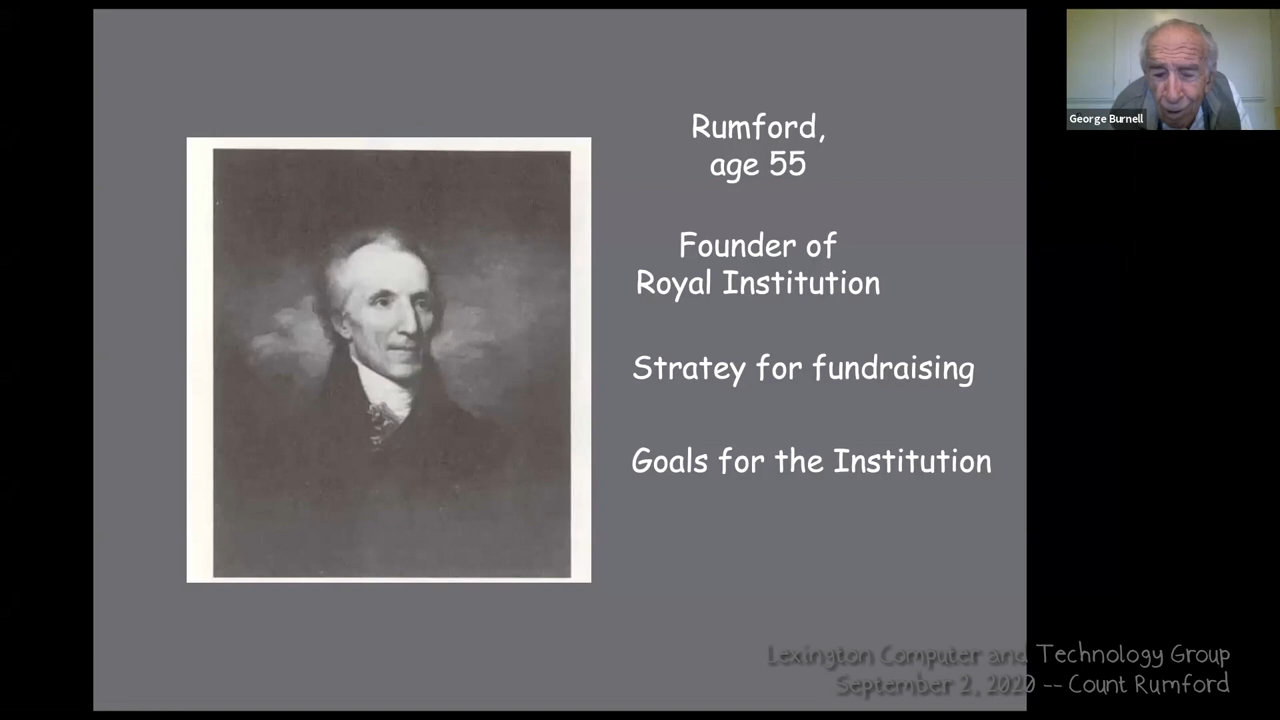 Rumford,
age 55
Founder of
Royal Institution
Stratey for fundraising
Goals for the Institution
George Burnell
Lexington Computer and Technology Group
September 2, 2020 -- Count Rumford